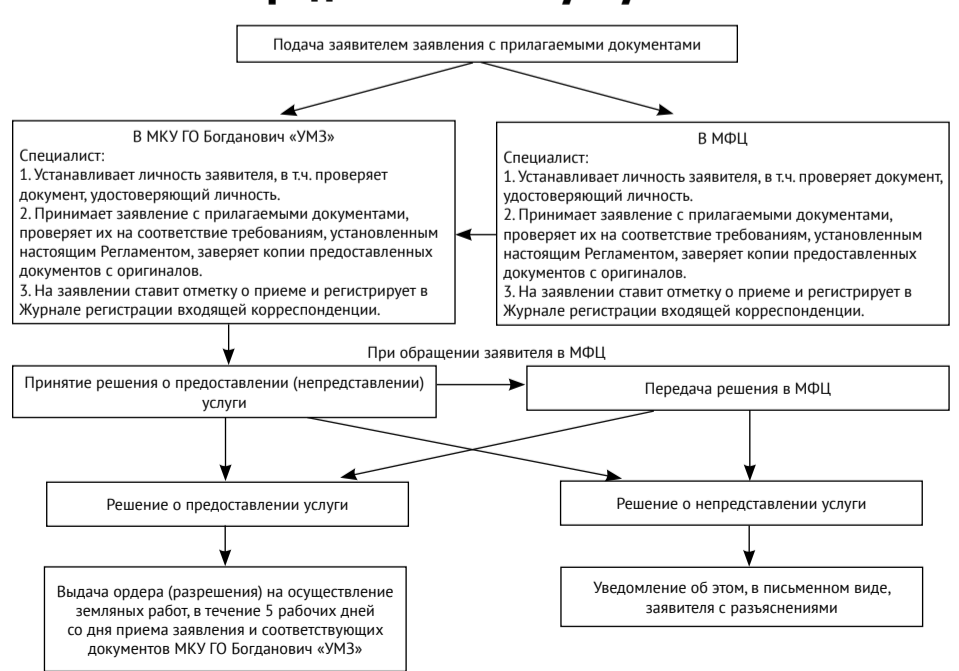 Подача заявителем заявления с прилагаемыми документами
В МКУ ГО Богданович «УМЗ»
Специалист:
1. Устанавливает личность заявителя, в т.ч. проверяет
документ, удостоверяющий личность.
2. Принимает заявление с прилагаемыми документами,
проверяет их на соответствие требованиям, установленным
настоящим Регламентом, заверяет копии предоставленных
документов с оригиналов.
3. На заявлении ставит отметку о приеме и регистрирует в
Журнале регистрации входящей корреспонденции.
В МФЦ
Специалист:
1. Устанавливает личность заявителя, в т.ч. проверяет документ,
удостоверяющий личность.
2. Принимает заявление с прилагаемыми документами,
проверяет их на соответствие требованиям, установленным
настоящим Регламентом, заверяет копии предоставленных
документов с оригиналов.
3. На заявлении ставит отметку о приеме и регистрирует в
Журнале регистрации входящей корреспонденции.
При обращении заявителя в МФЦ
Принятие решения о предоставлении (непредставлении)
услуги
Передача решения в МФЦ
Решение о предоставлении услуги
Решение о непредставлении услуги
Выдача ордера (разрешения) на осуществление
земляных работ, в течение 5 рабочих дней
со дня приема заявления и соответствующих
документов МКУ ГО Богданович «УМЗ»
Уведомление об этом, в письменном виде,
заявителя с разъяснениями